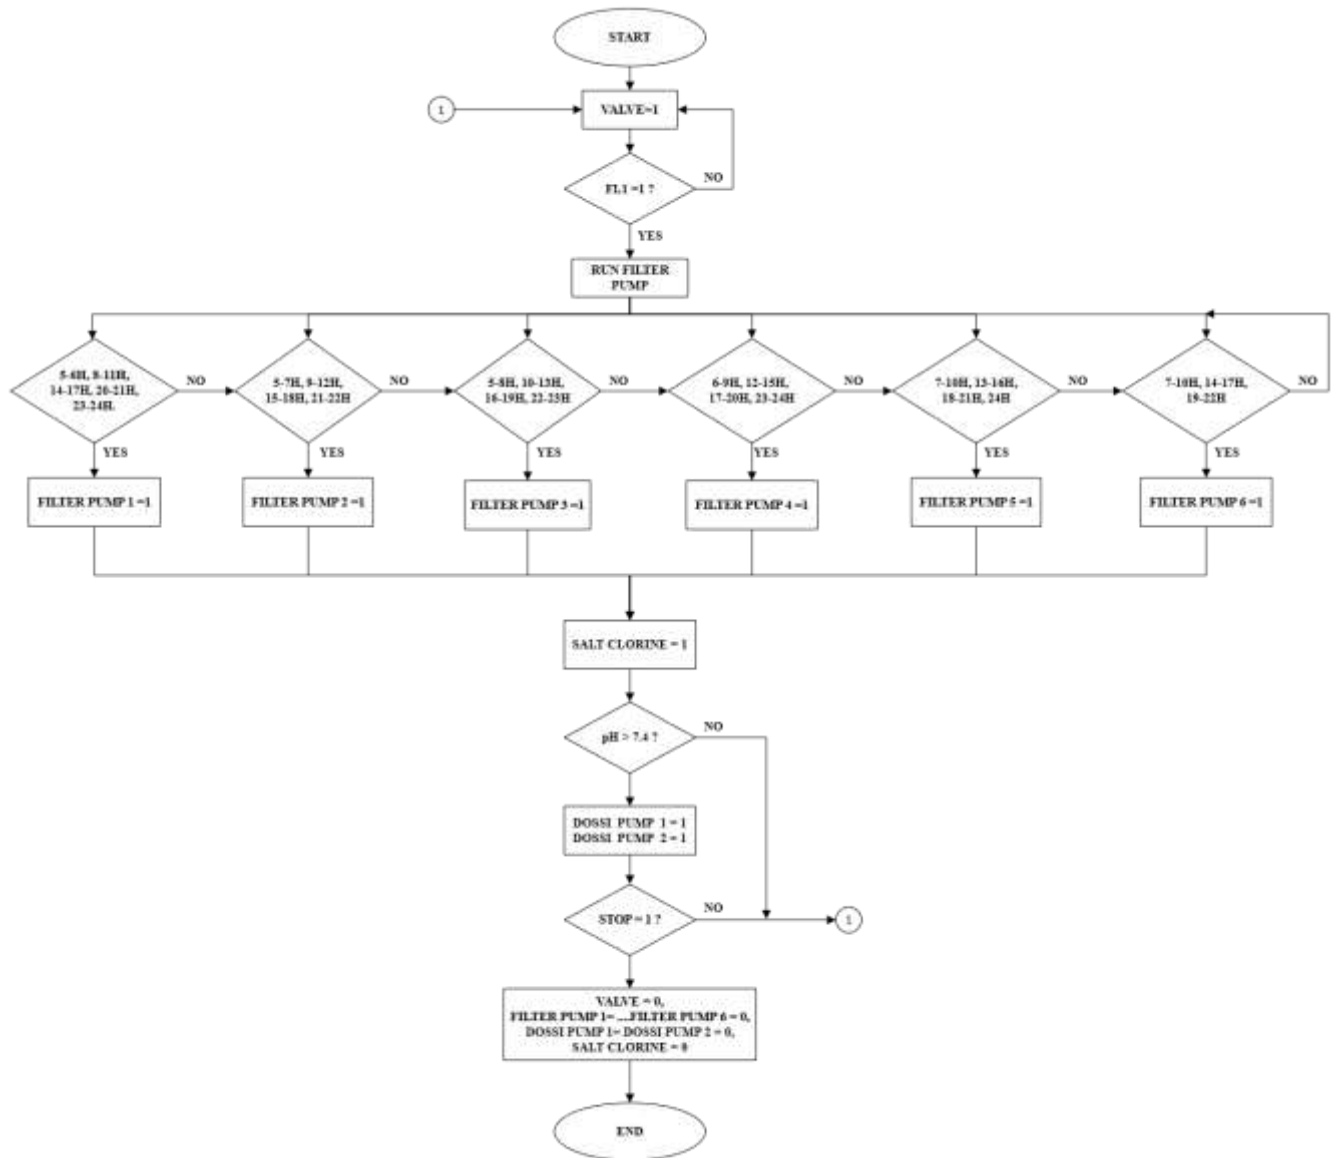 START
1
VALVE=1
FL1 =1 ?
NO
YES
RUN FILTER
PUMP
5-6H, 8-11H,
14-17H, 20-21H,
23-24H.
NO
5-7H, 9-12H,
15-18H, 21-22H
NO
5-8H, 10-13H,
16-19H, 22-23H
NO
6-9H, 12-15H,
17-20H, 23-24H
NO
7-10H, 13-16H,
18-21H, 24H
NO
7-10H, 14-17H,
19-22H
NO
YES
YES
YES
YES
YES
YES
FILTER PUMP 1 =1
FILTER PUMP 2 =1
FILTER PUMP 3 =1
FILTER PUMP 4 =1
FILTER PUMP 5 =1
FILTER PUMP 6 =1
SALT CLORINE = 1
pH > 7.4 ?
NO
DOSSI PUMP 1 = 1
DOSSI PUMP 2 = 1
STOP = 1 ?
NO
1
VALVE = 0,
FILTER PUMP 1= ....FILTER PUMP 6 = 0,
DOSSI PUMP 1= DOSSI PUMP 2 = 0,
SALT CLORINE = 0
END